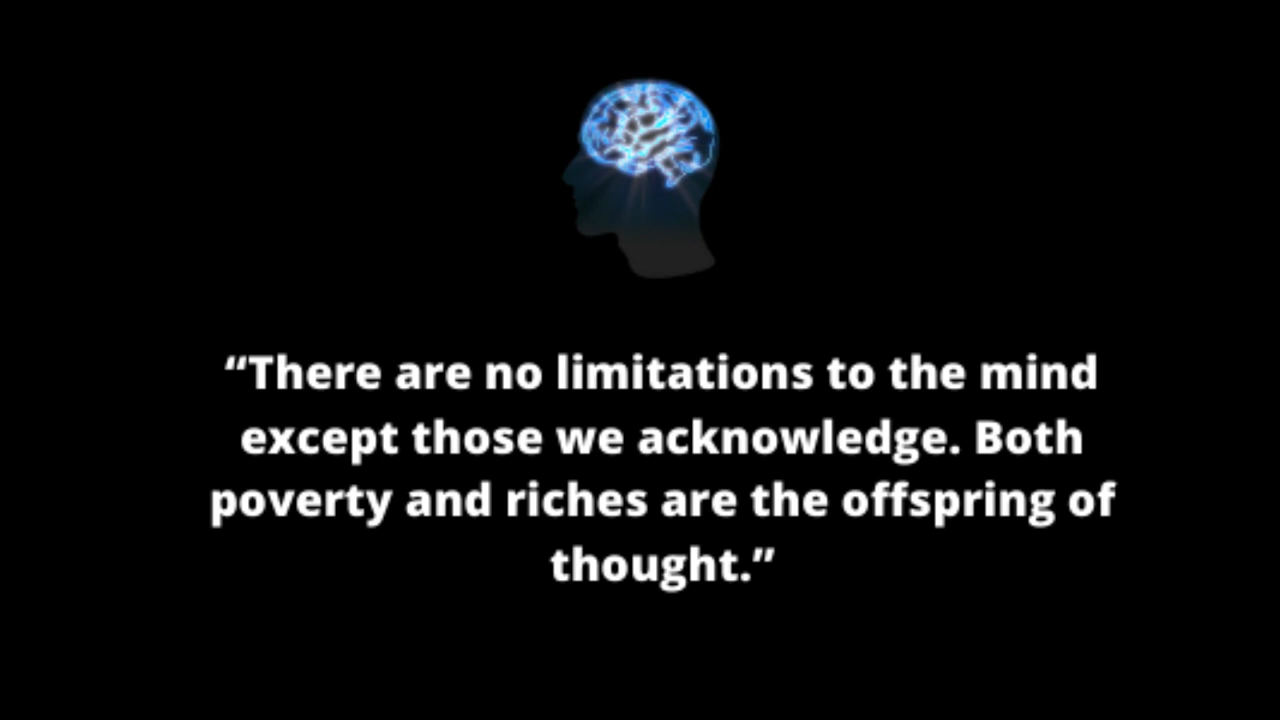 “There are no limitations to the mind
except those we acknowledge. Both
poverty and riches are the offspring of
thought.”